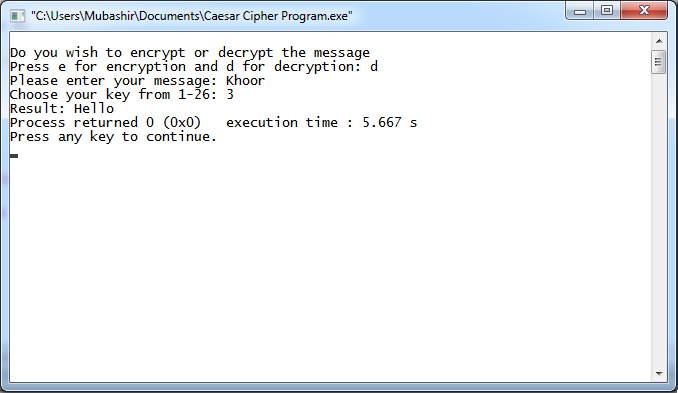 "C:\Users\Mubashir\Documents\Caesar Cipher Program.exe"
Do you wish to encrypt or decrypt the message
Press e for encryption and d for decryption: d
Please enter your message: Khoor
Choose your key from 1-26: 3
Result: Hello
Process returned 0 (0x0)   execution time : 5.667 s
Press any key to continue.